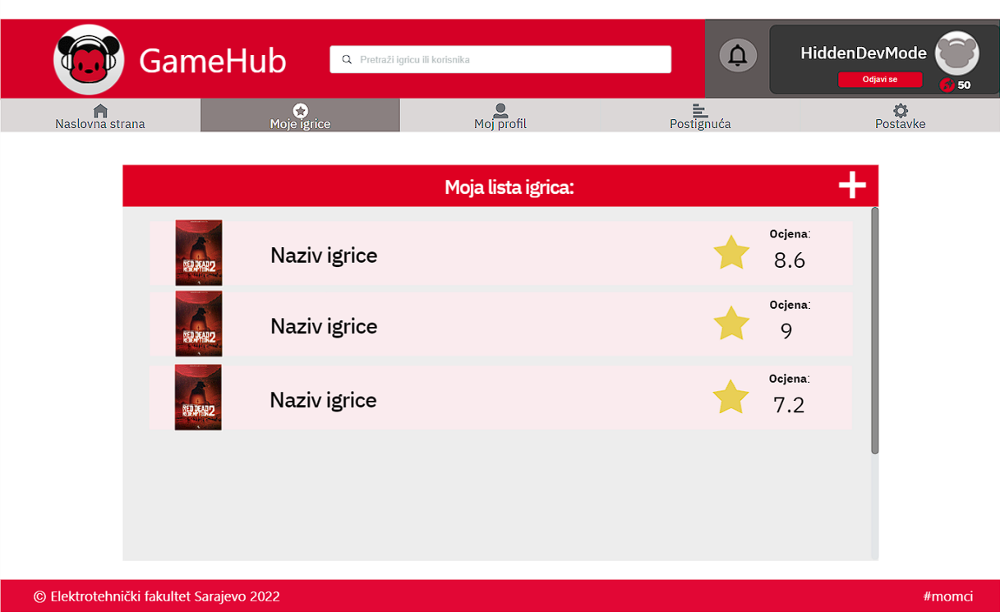 GameHub
Pretraži igricu ili korisnika
HiddenDevMode
Odjavi se
50
Naslovna strana
Moje igrice
Moj profil
Postignuća
Postavke
Moja lista igrica:
RED DEAD
REDEMPTION 2
Naziv igrice
Ocjena:
8.6
RED DEAD
REDEMPTION 2
Naziv igrice
Ocjena:
9
RED DEAD
REDEMPTION 2
Naziv igrice
Ocjena:
7.2
© Elektrotehnički fakultet Sarajevo 2022
#momci